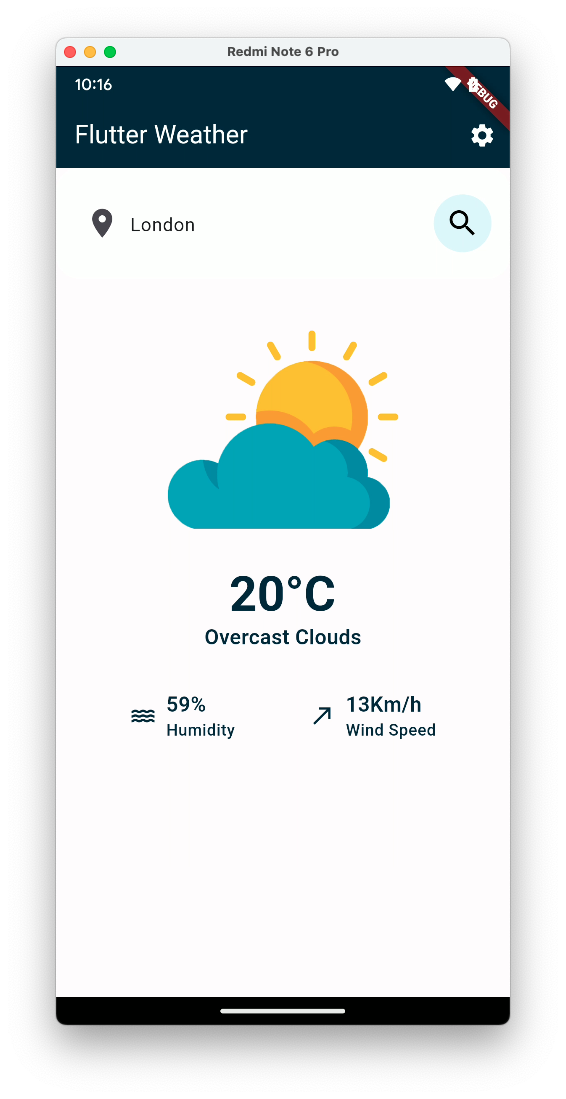 Redmi Note 6 Pro
10:16
DEBUG
Flutter Weather
London
20°C
Overcast Clouds
59%
Humidity
13Km/h
Wind Speed